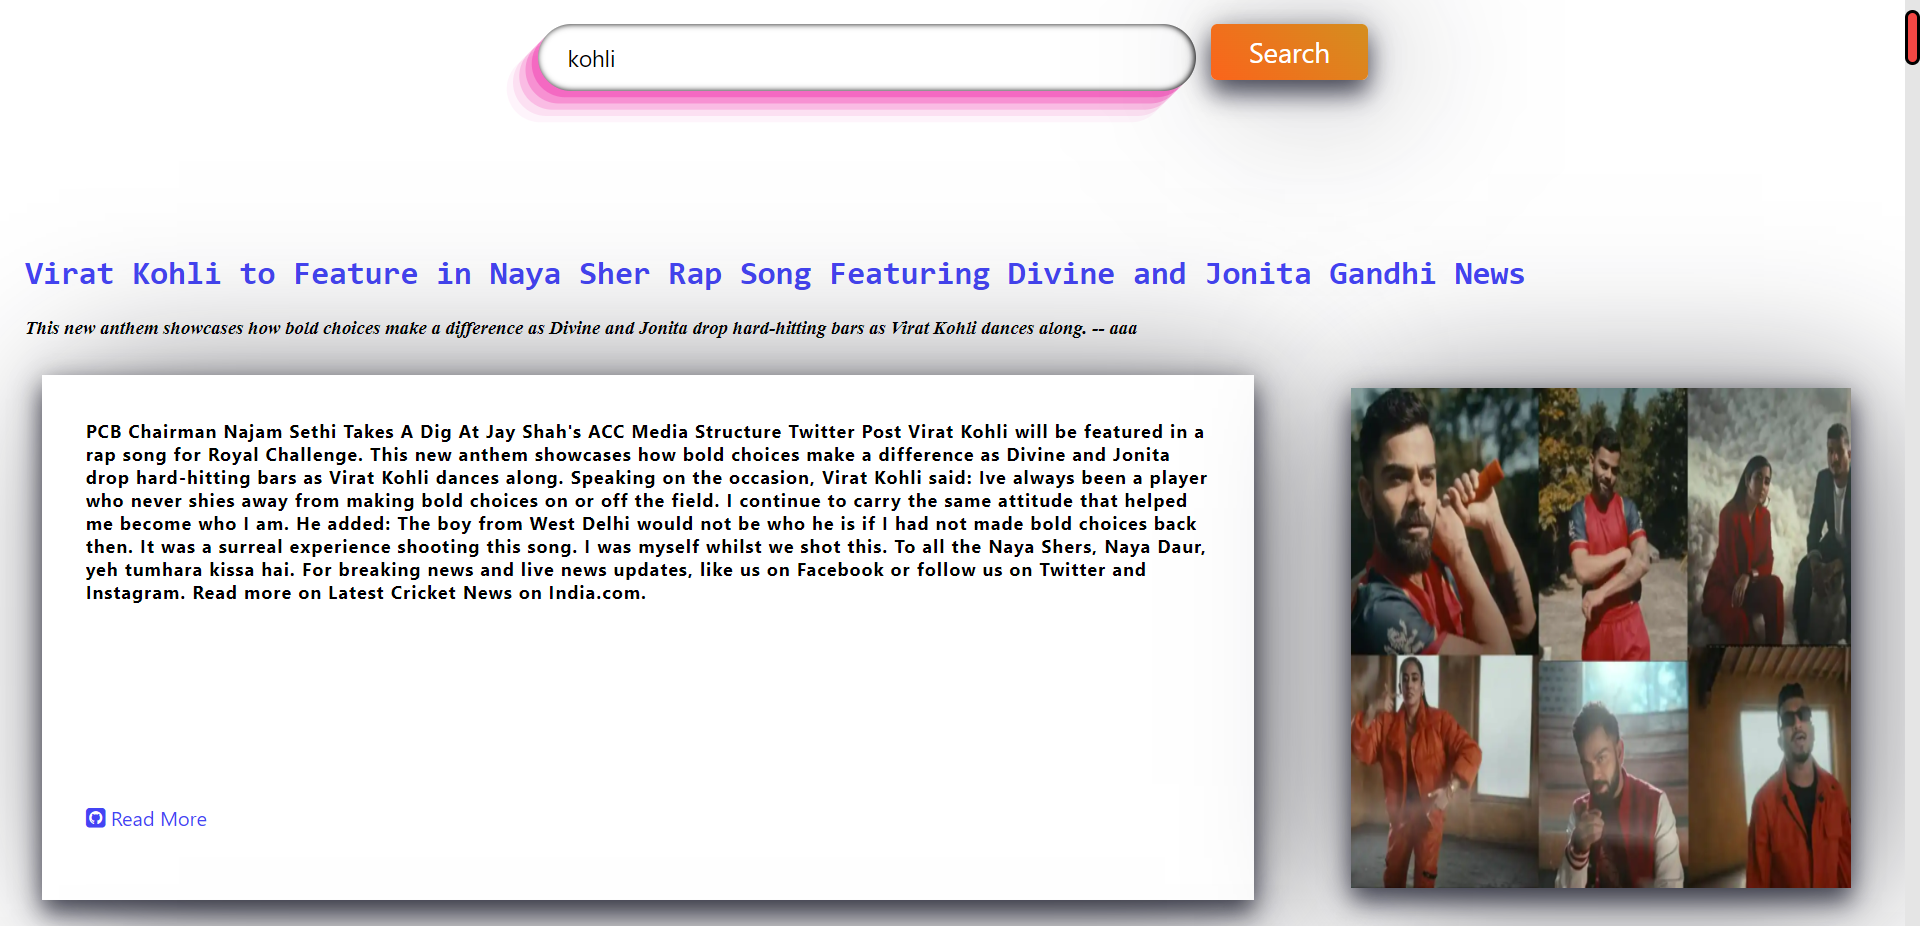 kohli
Search
Virat Kohli to Feature in Naya Sher Rap Song Featuring Divine and Jonita Gandhi News
This new anthem showcases how bold choices make a difference as Divine and Jonita drop hard-hitting bars as Virat Kohli dances along. -- aaa
PCB Chairman Najam Sethi Takes A Dig At Jay Shah's ACC Media Structure Twitter Post Virat Kohli will be featured in a
rap song for Royal Challenge. This new anthem showcases how bold choices make a difference as Divine and Jonita
drop hard-hitting bars as Virat Kohli dances along. Speaking on the occasion, Virat Kohli said: Ive always been a player
who never shies away from making bold choices on or off the field. I continue to carry the same attitude that helped
me become who I am. He added: The boy from West Delhi would not be who he is if I had not made bold choices back
then. It was a surreal experience shooting this song. I was myself whilst we shot this. To all the Naya Shers, Naya Daur,
yeh tumhara kissa hai. For breaking news and live news updates, like us on Facebook or follow us on Twitter and
Instagram. Read more on Latest Cricket News on India.com.
Read More